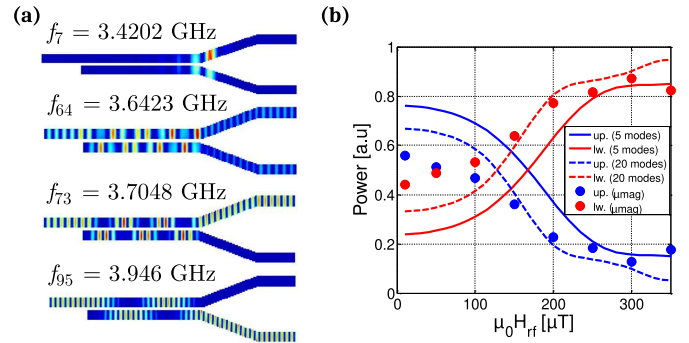 (a)
f7 = 3.4202 GHz
f64 = 3.6423 GHz
f73 = 3.7048 GHz
f95 = 3.946 GHz
(b)
Power [a.u]
1
0.8
0.6
0.4
0.2
0
0 100 200 300
μ0Hrf [μT]
up. (5 modes)
lw. (5 modes)
up. (20 modes)
lw. (20 modes)
up. (μmag)
lw. (μmag)